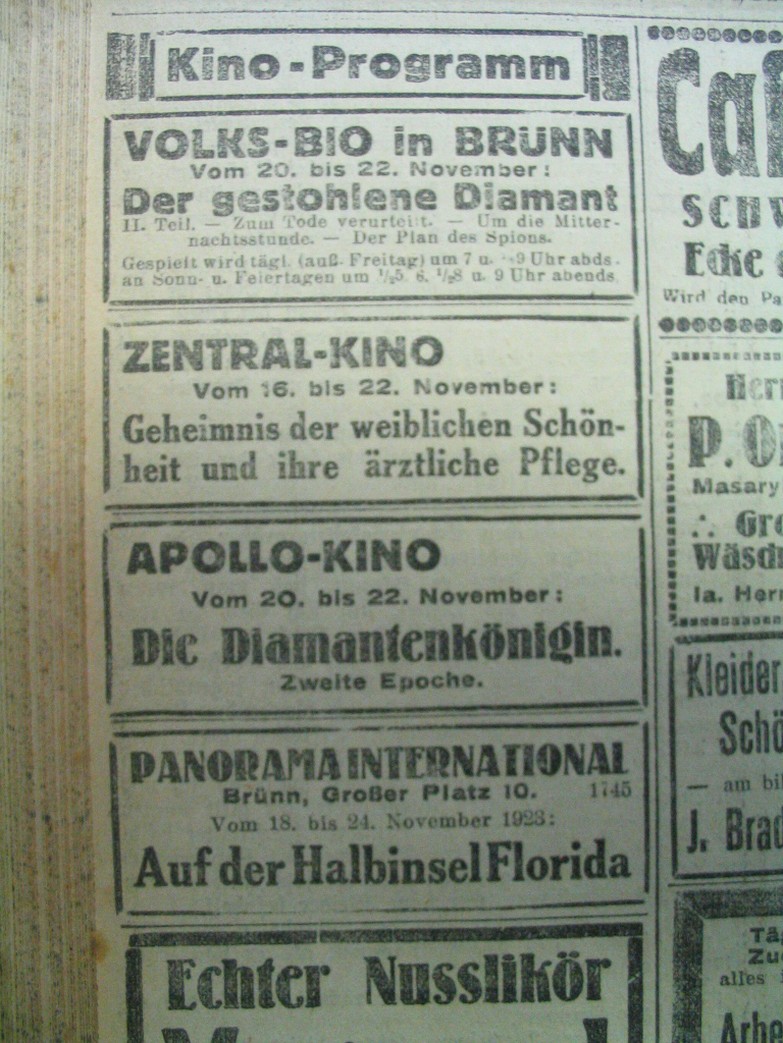 Kino-Programm
VOLKS-BIO in BRÜNN
Vom 20. bis 22. November:
Der gestohlene Diamant
II. Teil. — Zum Tode verurteilt. — Um die Mitter-
nachtsstunde. — Der Plan des Spions.
Gespielt wird tägl. (auß. Freitag) um 7 u. 9 Uhr abds.
an Sonn- u. Feiertagen um ½5 6, ½8 u. 9 Uhr abends
ZENTRAL-KINO
Vom 16. bis 22. November:
Geheimnis der weiblichen Schön-
heit und ihre ärztliche Pflege.
APOLLO-KINO
Vom 20. bis 22. November:
Die Diamantenkönigin.
Zweite Epoche.
PANORAMA INTERNATIONAL
Brünn, Großer Platz 10. 1745
Vom 18. bis 24. November 1923:
Auf der Halbinsel Florida
Echter Nusslikör
SCHW
Ecke
Wird den Pa
Herr
P. O
Masary
Gro
Wäsch
Ia. Herr
Kleider
Schö
— am bi
J. Brad
Tä
Zu
alles
Arbe